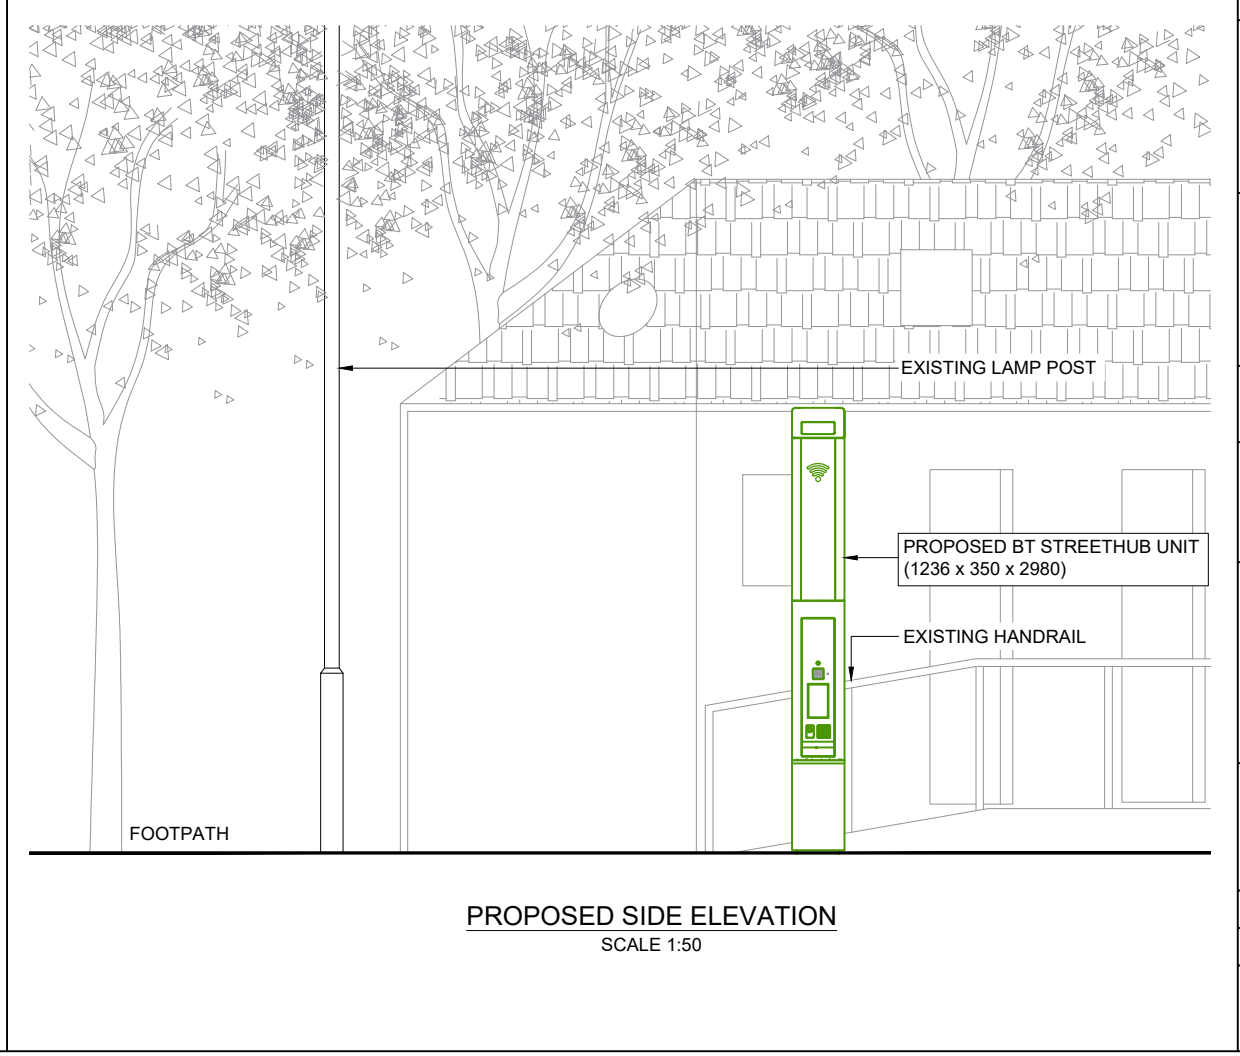 EXISTING LAMP POST
PROPOSED BT STREETHUB UNIT
(1236 x 350 x 2980)
EXISTING HANDRAIL
FOOTPATH
PROPOSED SIDE ELEVATION
SCALE 1:50